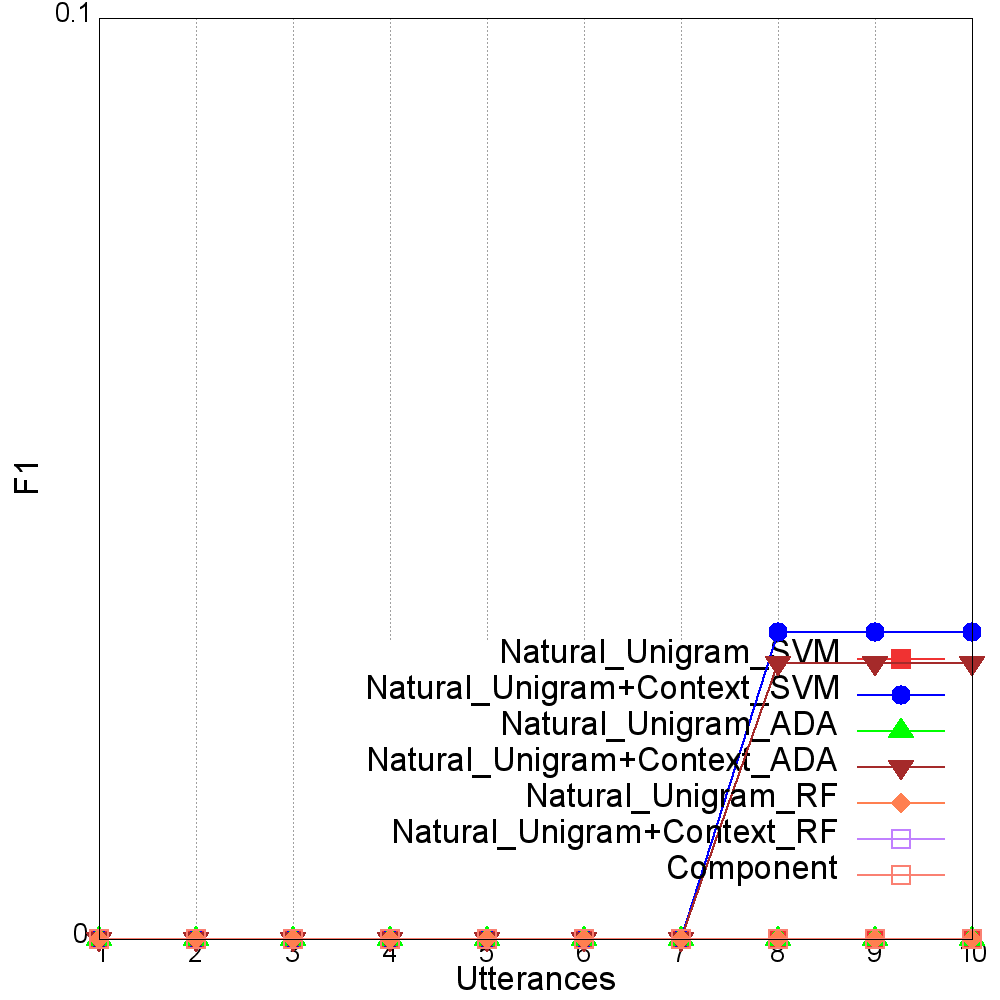 0.1
F1
Natural_Unigram_SVM
Natural_Unigram+Context_SVM
Natural_Unigram_ADA
Natural_Unigram+Context_ADA
Natural_Unigram_RF
Natural_Unigram+Context_RF
Component
0
1 2 3 4 5 6 7 8 9 10
Utterances